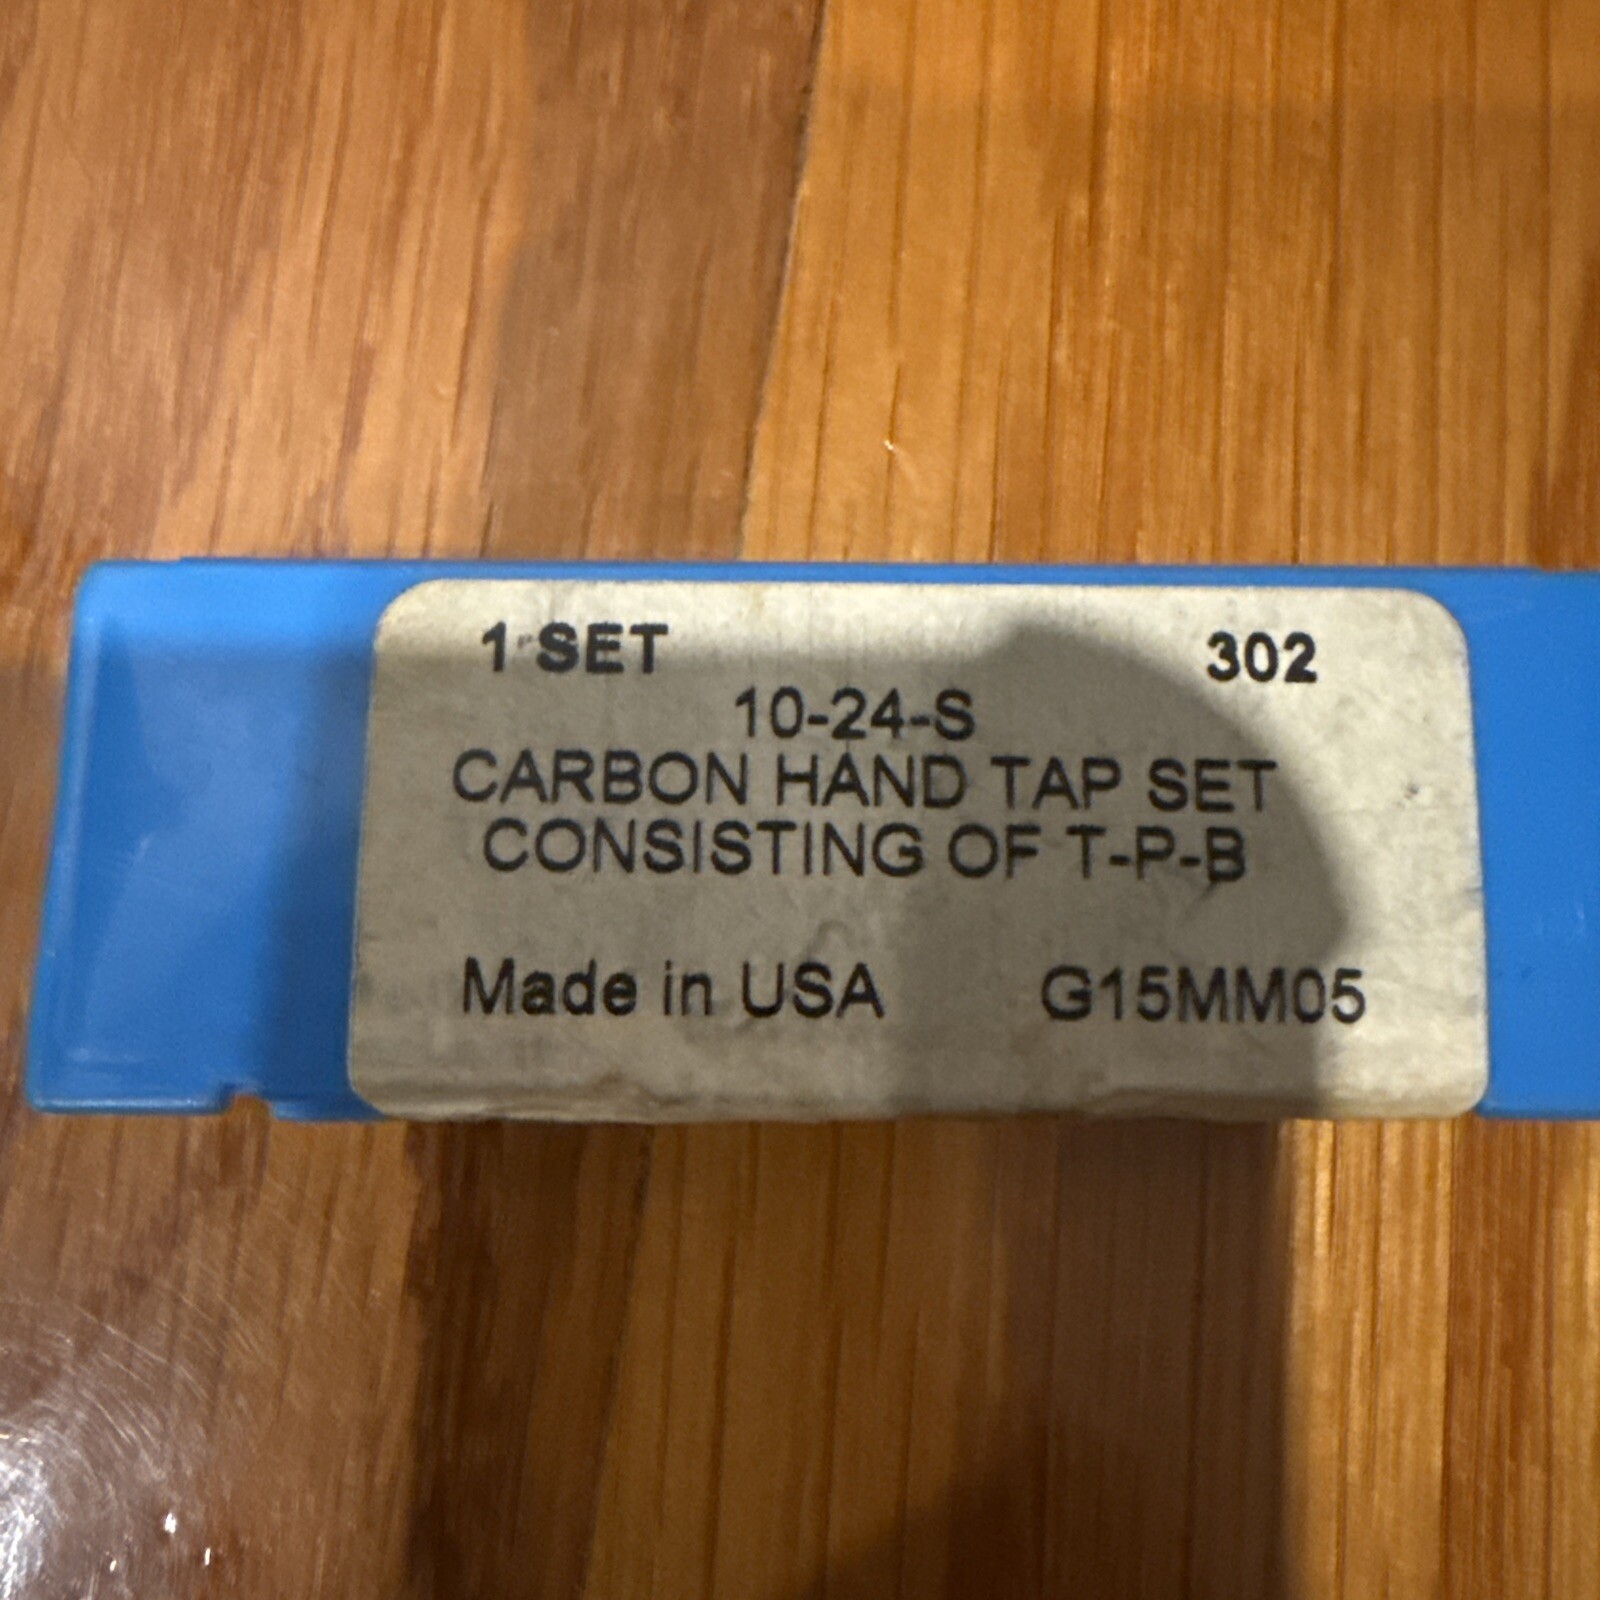 1 SET 302
10-24-S
CARBON HAND TAP SET
CONSISTING OF T-P-B
Made in USA G15MM05